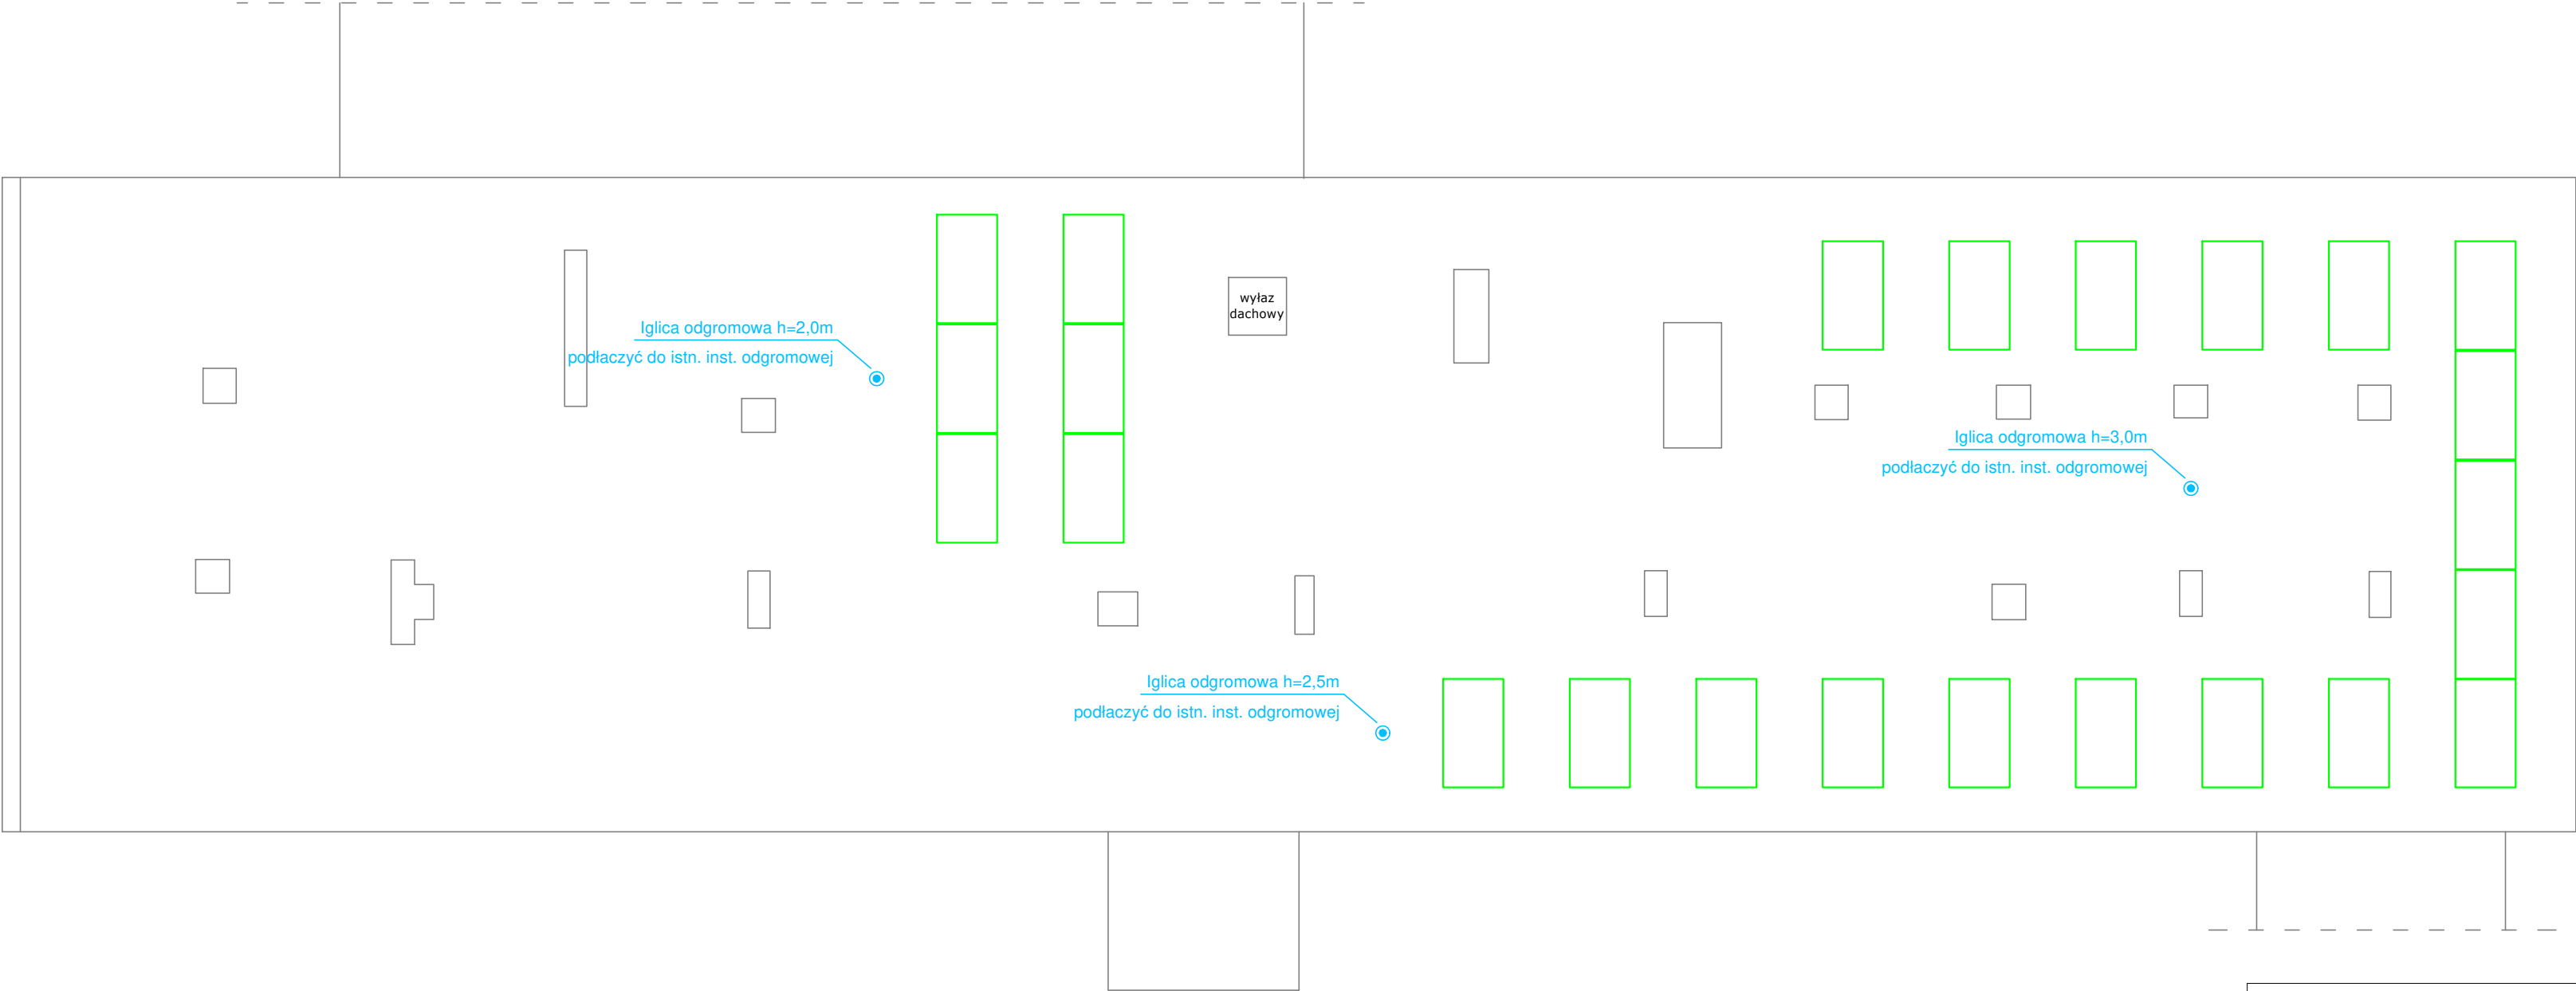 wyłaz
dachowy
Iglica odgromowa h=2,0m
podłaczyć do istn. inst. odgromowej
Iglica odgromowa h=3,0m
podłaczyć do istn. inst. odgromowej
Iglica odgromowa h=2,5m
podłaczyć do istn. inst. odgromowej